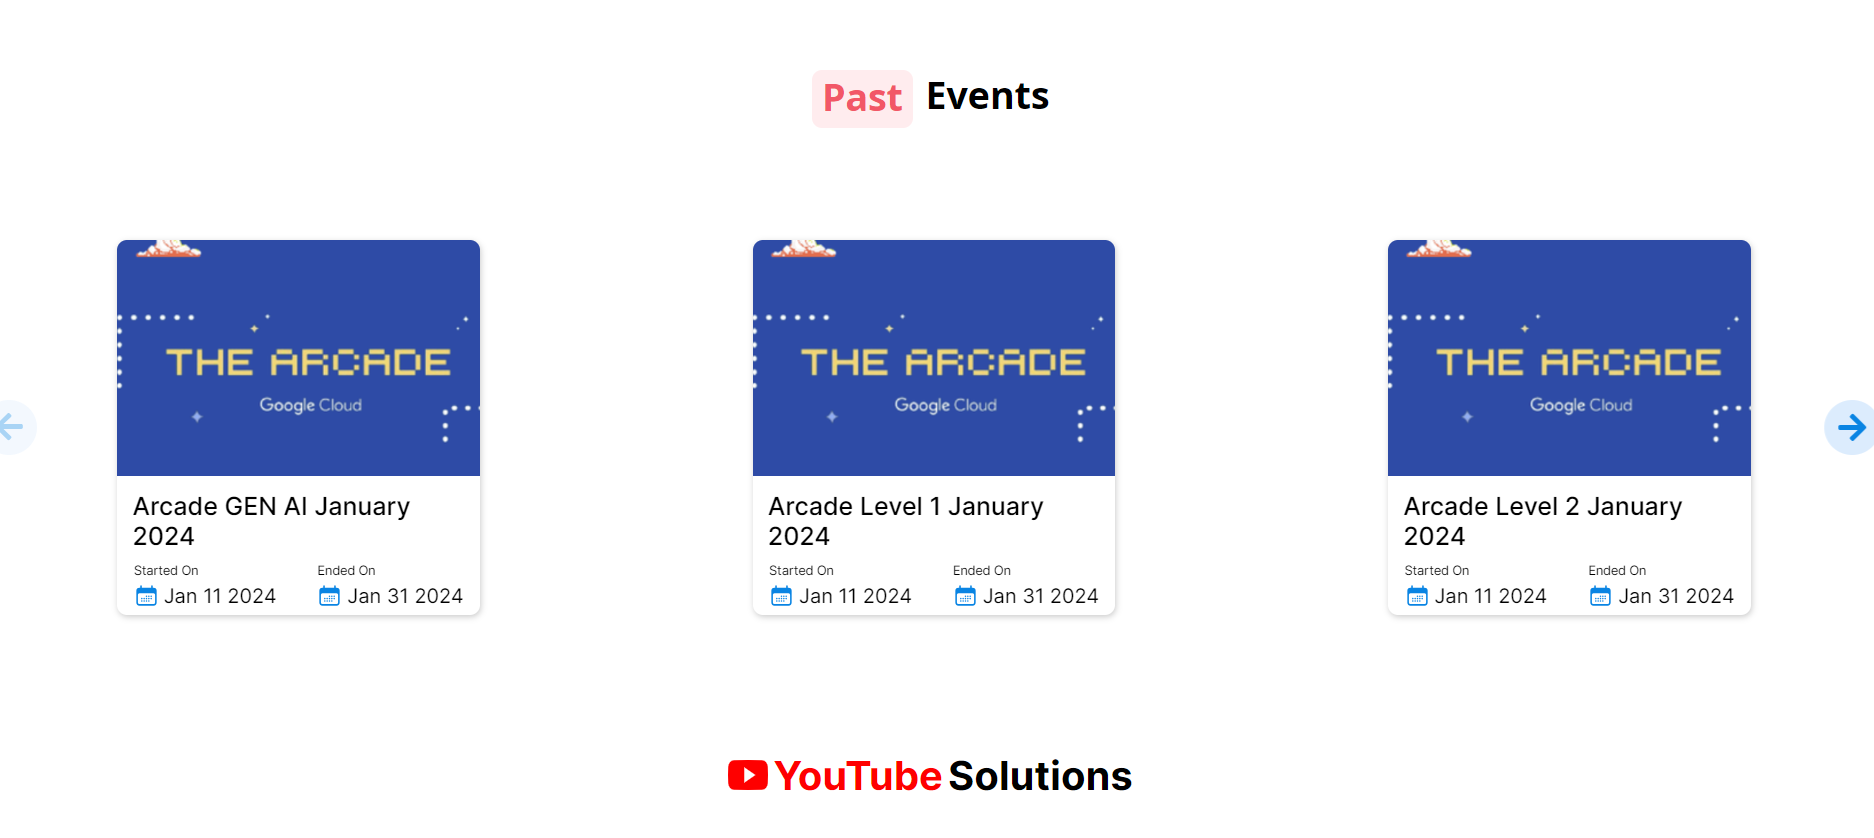 Past Events
THE ARCADE
Google Cloud
Arcade GEN AI January
2024
Started On
Ended On
Jan 11 2024
Jan 31 2024
THE ARCADE
Google Cloud
Arcade Level 1 January
2024
Started On
Ended On
Jan 11 2024
Jan 31 2024
THE ARCADE
Google Cloud
Arcade Level 2 January
2024
Started On
Ended On
Jan 11 2024
Jan 31 2024
YouTube Solutions